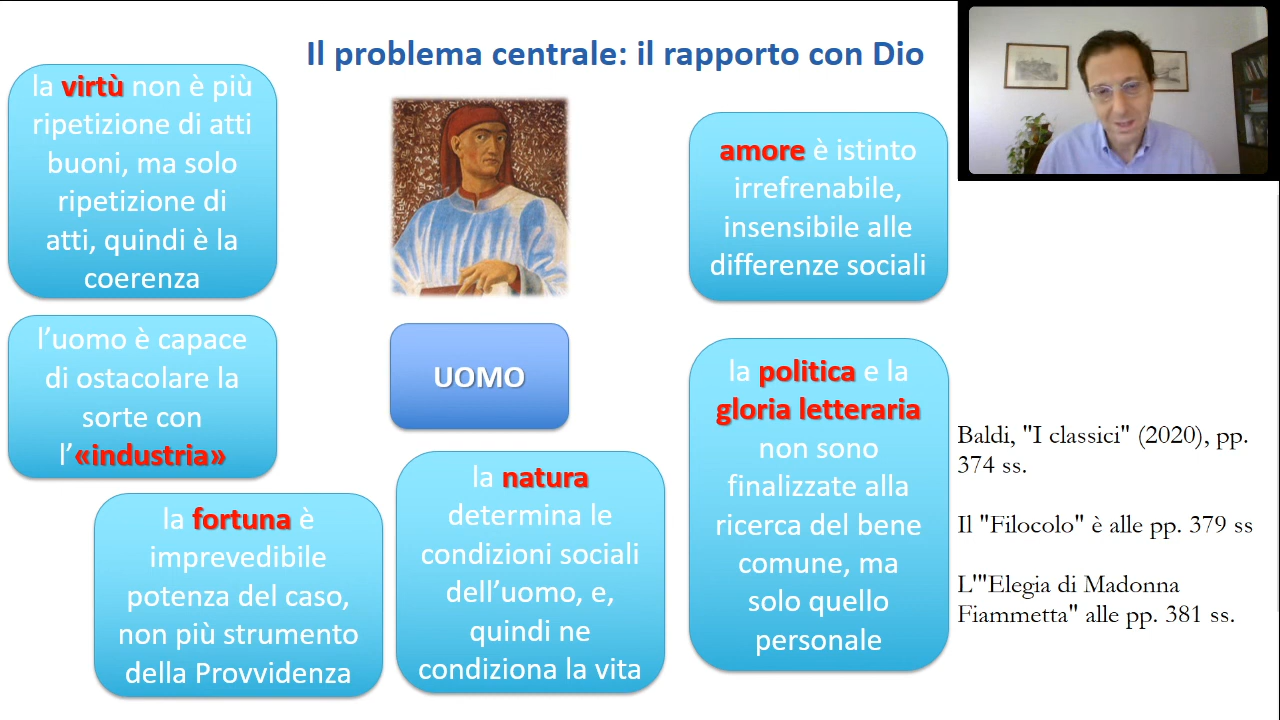 Il problema centrale: il rapporto con Dio
la virtù non è più
ripetizione di atti
buoni, ma solo
ripetizione di
atti, quindi è la
coerenza
l’uomo è capace
di ostacolare la
sorte con
l’«industria»
la fortuna è
imprevedibile
potenza del caso,
non più strumento
della Provvidenza
UOMO
la natura
determina le
condizioni sociali
dell’uomo, e,
quindi ne
condiziona la vita
amore è istinto
irrefrenabile,
insensibile alle
differenze sociali
la politica e la
gloria letteraria
non sono
finalizzate alla
ricerca del bene
comune, ma
solo quello
personale
Baldi, "I classici" (2020), pp.
374 ss.
Il "Filocolo" è alle pp. 379 ss
L'"Elegia di Madonna
Fiammetta" alle pp. 381 ss.